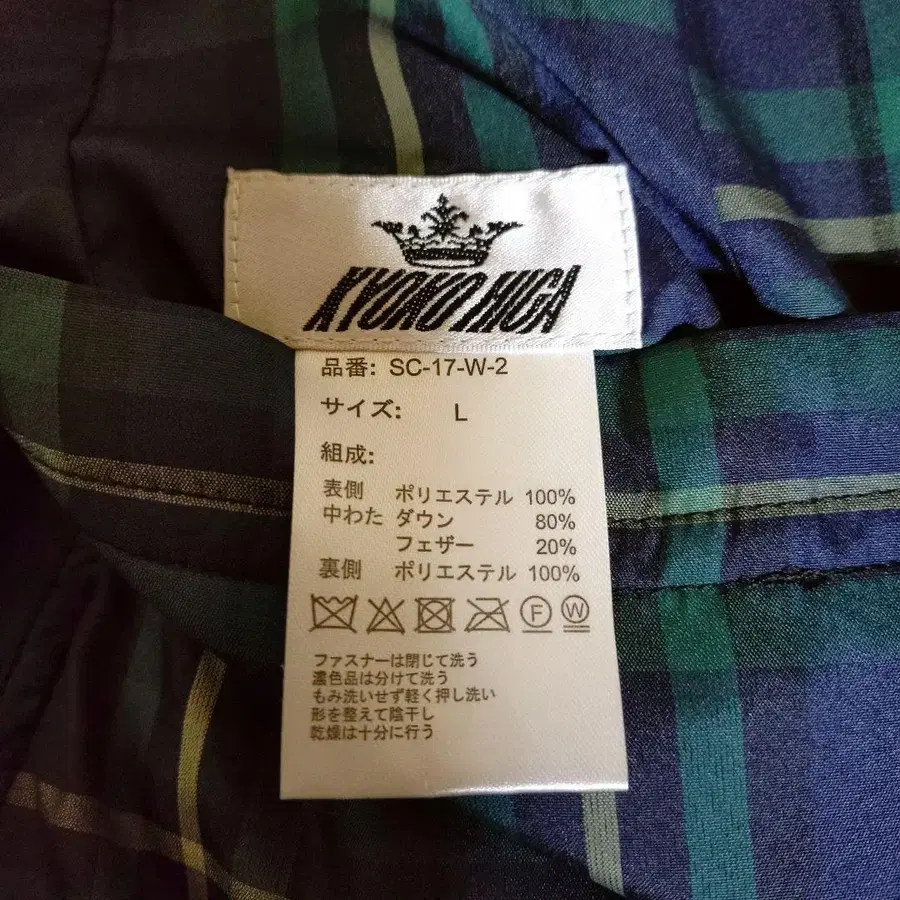 KYOKO HIGA
品番: SC-17-W-2
サイズ: L
組成:
表側 ポリエステル 100%
中わた ダウン 80%
フェザー 20%
裏側 ポリエステル 100%
F W
ファスナーは閉じて洗う
濃色品は分けて洗う
もみ洗いせず軽く押し洗い
形を整えて陰干し
乾燥は十分に行う